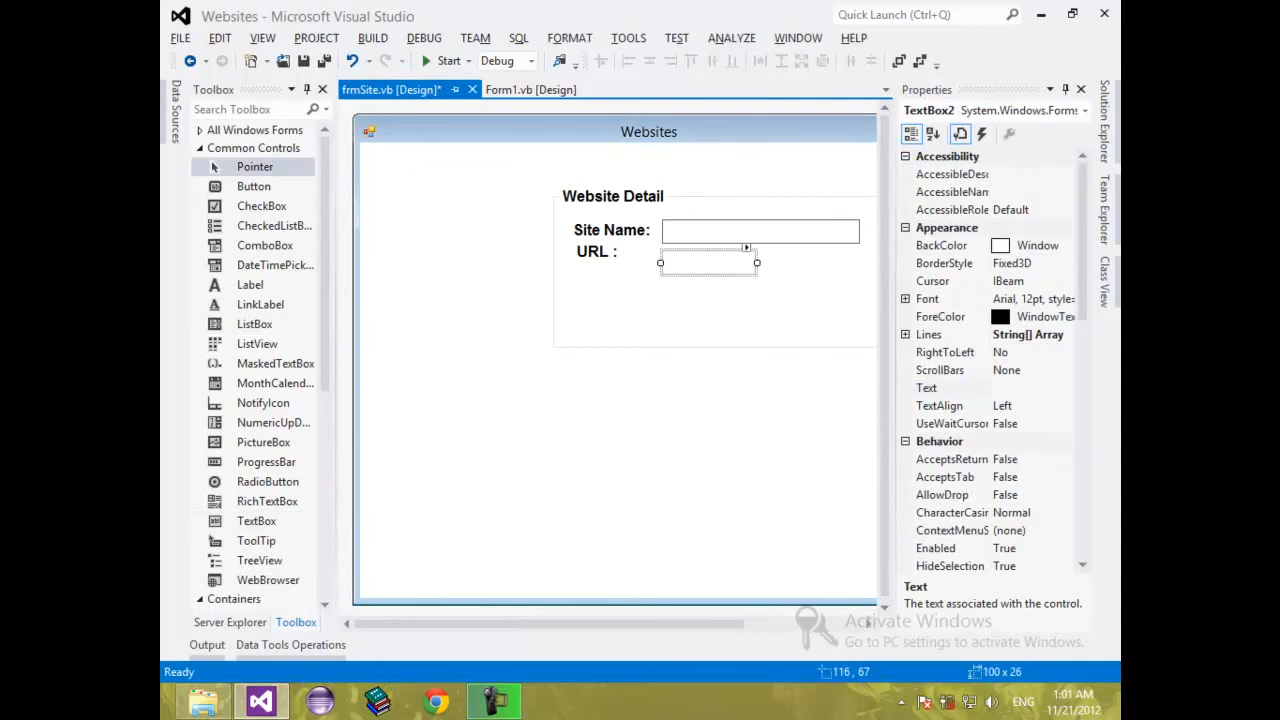 Websites - Microsoft Visual Studio
Quick Launch (Ctrl+Q)
FILE EDIT VIEW PROJECT BUILD DEBUG TEAM SQL FORMAT TOOLS TEST ANALYZE WINDOW HELP
Start Debug
Data Sources
Toolbox
Search Toolbox
All Windows Forms
Common Controls
Pointer
Button
CheckBox
CheckedListB...
ComboBox
DateTimePick...
Label
LinkLabel
ListBox
ListView
MaskedTextBox
MonthCalend...
NotifyIcon
NumericUpD...
PictureBox
ProgressBar
RadioButton
RichTextBox
TextBox
ToolTip
TreeView
WebBrowser
Containers
Server Explorer Toolbox
Output Data Tools Operations
frmSite.vb [Design]* Form1.vb [Design]
Websites
Website Detail
Site Name:
URL :
Properties
TextBox2 System.Windows.Forms
Accessibility
AccessibleDesc
AccessibleNam
AccessibleRole Default
Appearance
BackColor Window
BorderStyle Fixed3D
Cursor IBeam
Font Arial, 12pt, style=
ForeColor WindowTex
Lines String[] Array
RightToLeft No
ScrollBars None
Text
TextAlign Left
UseWaitCursor False
Behavior
AcceptsReturn False
AcceptsTab False
AllowDrop False
CharacterCasin Normal
ContextMenuS (none)
Enabled True
HideSelection True
Text
The text associated with the control.
Solution Explorer
Team Explorer
Class View
Activate Windows
Go to PC settings to activate Windows.
Ready 116 , 67 100 x 26
ENG
1:01 AM
11/21/2012